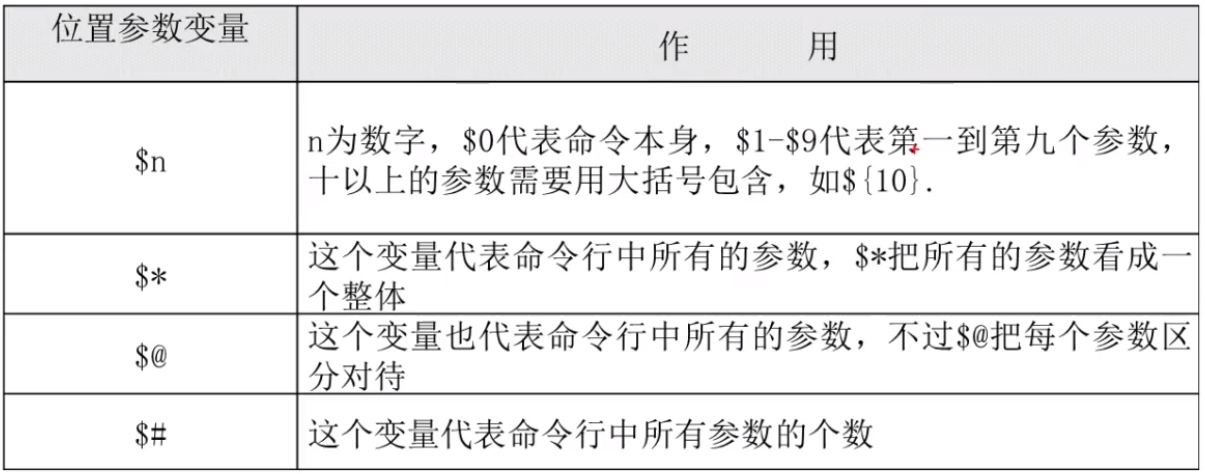 位置参数变量
作 用
$n
n为数字，$0代表命令本身，$1-$9代表第一到第九个参数，
十以上的参数需要用大括号包含，如${10}.
$*
这个变量代表命令行中所有的参数，$*把所有的参数看成一
个整体
$@
这个变量也代表命令行中所有的参数，不过$@把每个参数区
分对待
$#
这个变量代表命令行中所有参数的个数